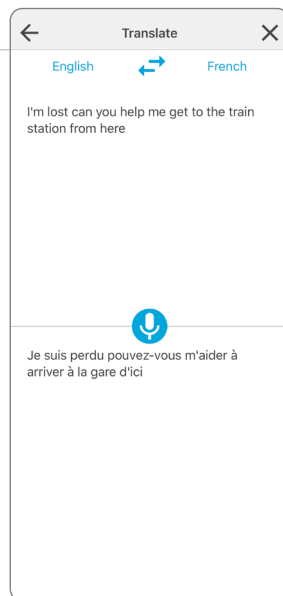 Translate
English French
I'm lost can you help me get to the train
station from here
Je suis perdu pouvez-vous m'aider à
arriver à la gare d'ici